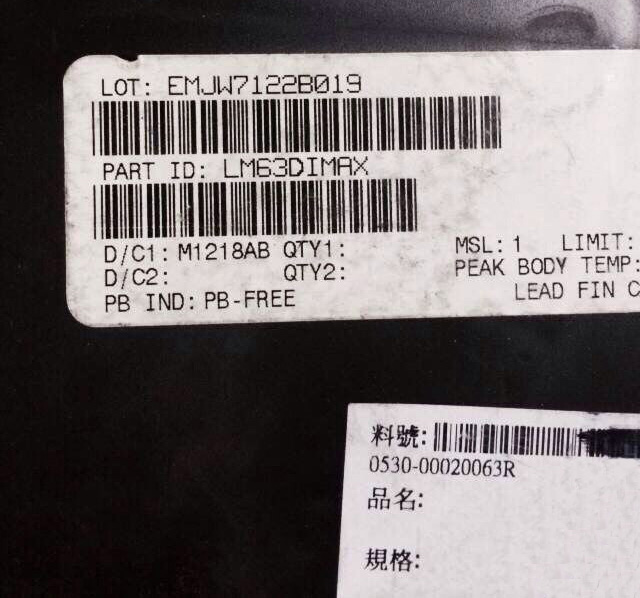 LOT: EMJW7122B019
PART ID: LM63DIMAX
D/C1: M1218AB QTY1: MSL: 1 LIMIT:
D/C2: QTY2: PEAK BODY TEMP:
PB IND: PB-FREE LEAD FIN C
料號:
0530-00020063R
品名:
規格: